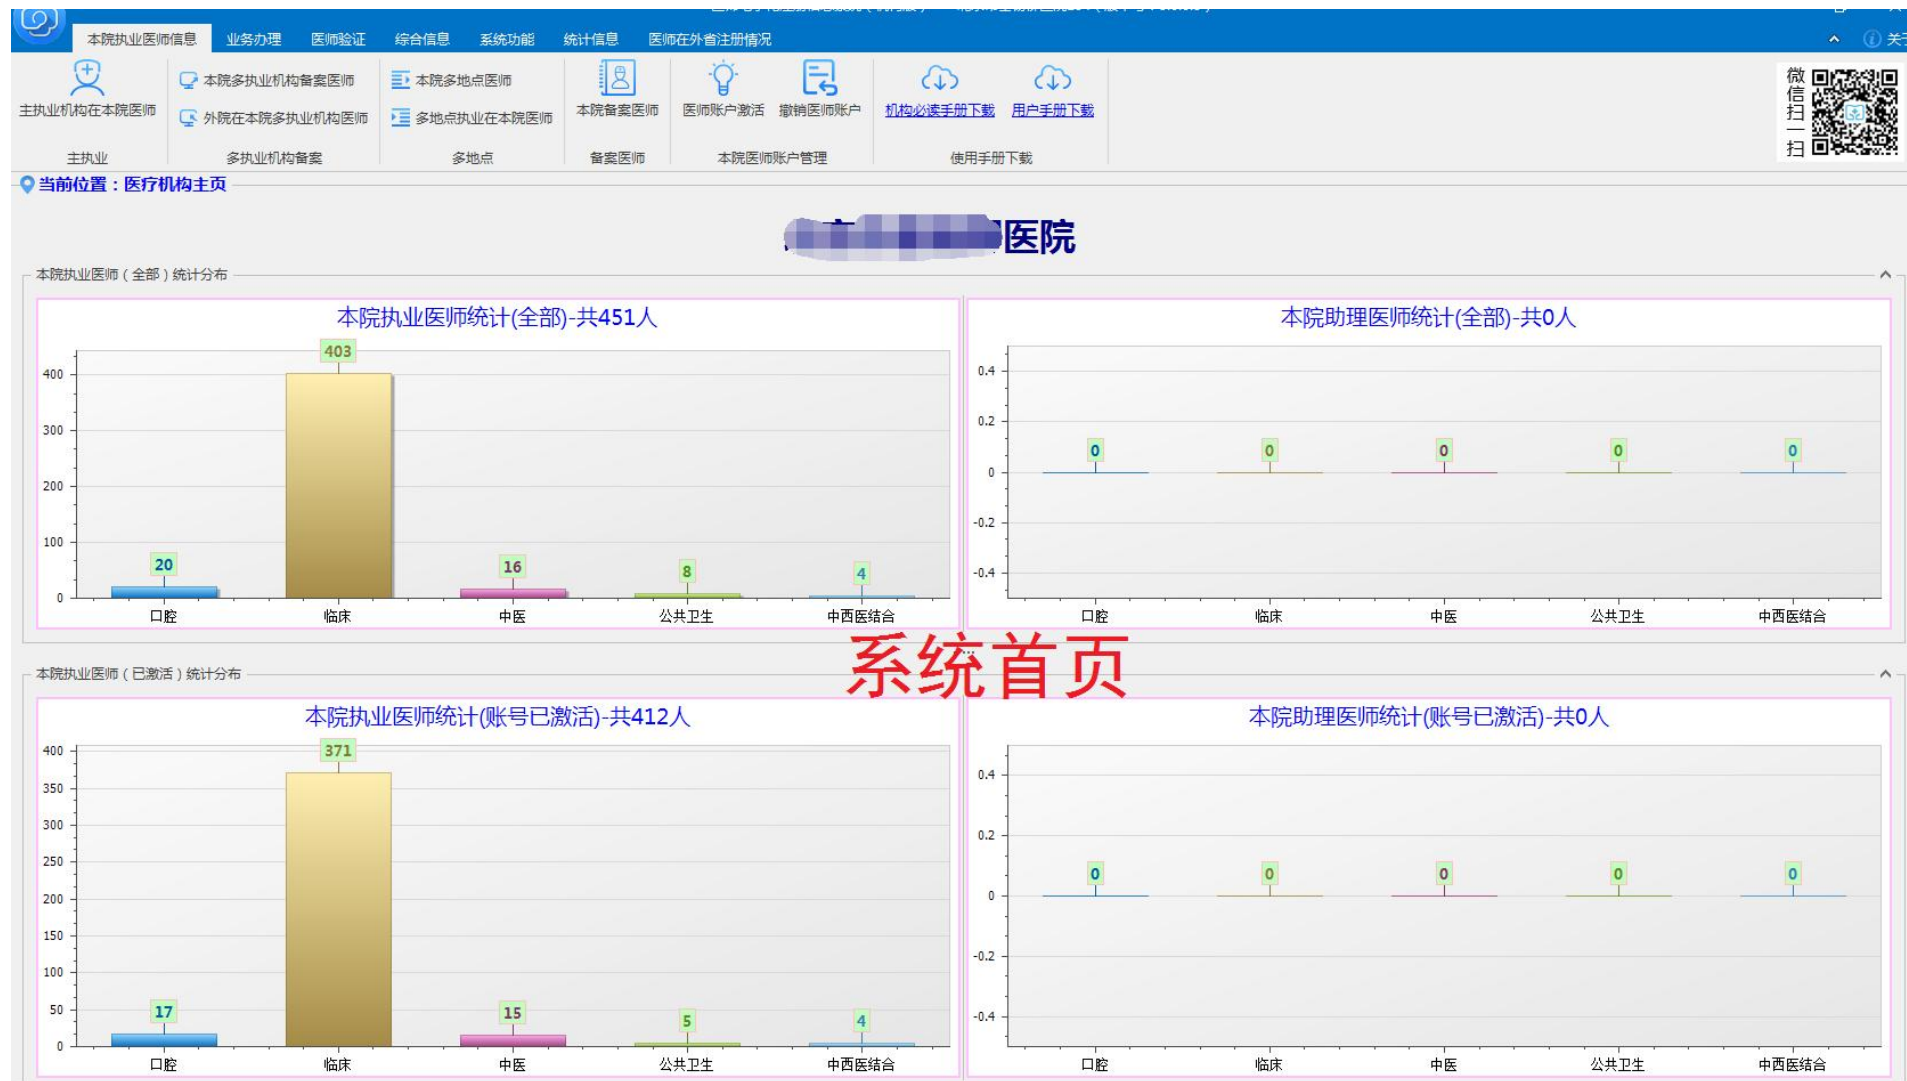 本院执业医师信息 业务办理 医师验证 综合信息 系统功能 统计信息 医师在外省注册情况
主执业机构在本院医师
本院多执业机构备案医师
外院在本院多执业机构医师
本院多地点医师
多地点执业在本院医师
本院备案医师
医师账户激活 撤销医师账户
机构必读手册下载 用户手册下载
微信扫一扫
主执业 多执业机构备案 多地点 备案医师 本院医师账户管理 使用手册下载
当前位置：医疗机构主页
医院
本院执业医师（全部）统计分布
本院执业医师统计(全部)-共451人
400
300
200
100
0
20 403 16 8 4
口腔 临床 中医 公共卫生 中西医结合
本院助理医师统计(全部)-共0人
0.4
0.2
0
-0.2
-0.4
0 0 0 0 0
口腔 临床 中医 公共卫生 中西医结合
系统首页
本院执业医师（已激活）统计分布
本院执业医师统计(账号已激活)-共412人
400
350
300
250
200
150
100
50
0
17 371 15 5 4
口腔 临床 中医 公共卫生 中西医结合
本院助理医师统计(账号已激活)-共0人
0.4
0.2
0
-0.2
-0.4
0 0 0 0 0
口腔 临床 中医 公共卫生 中西医结合